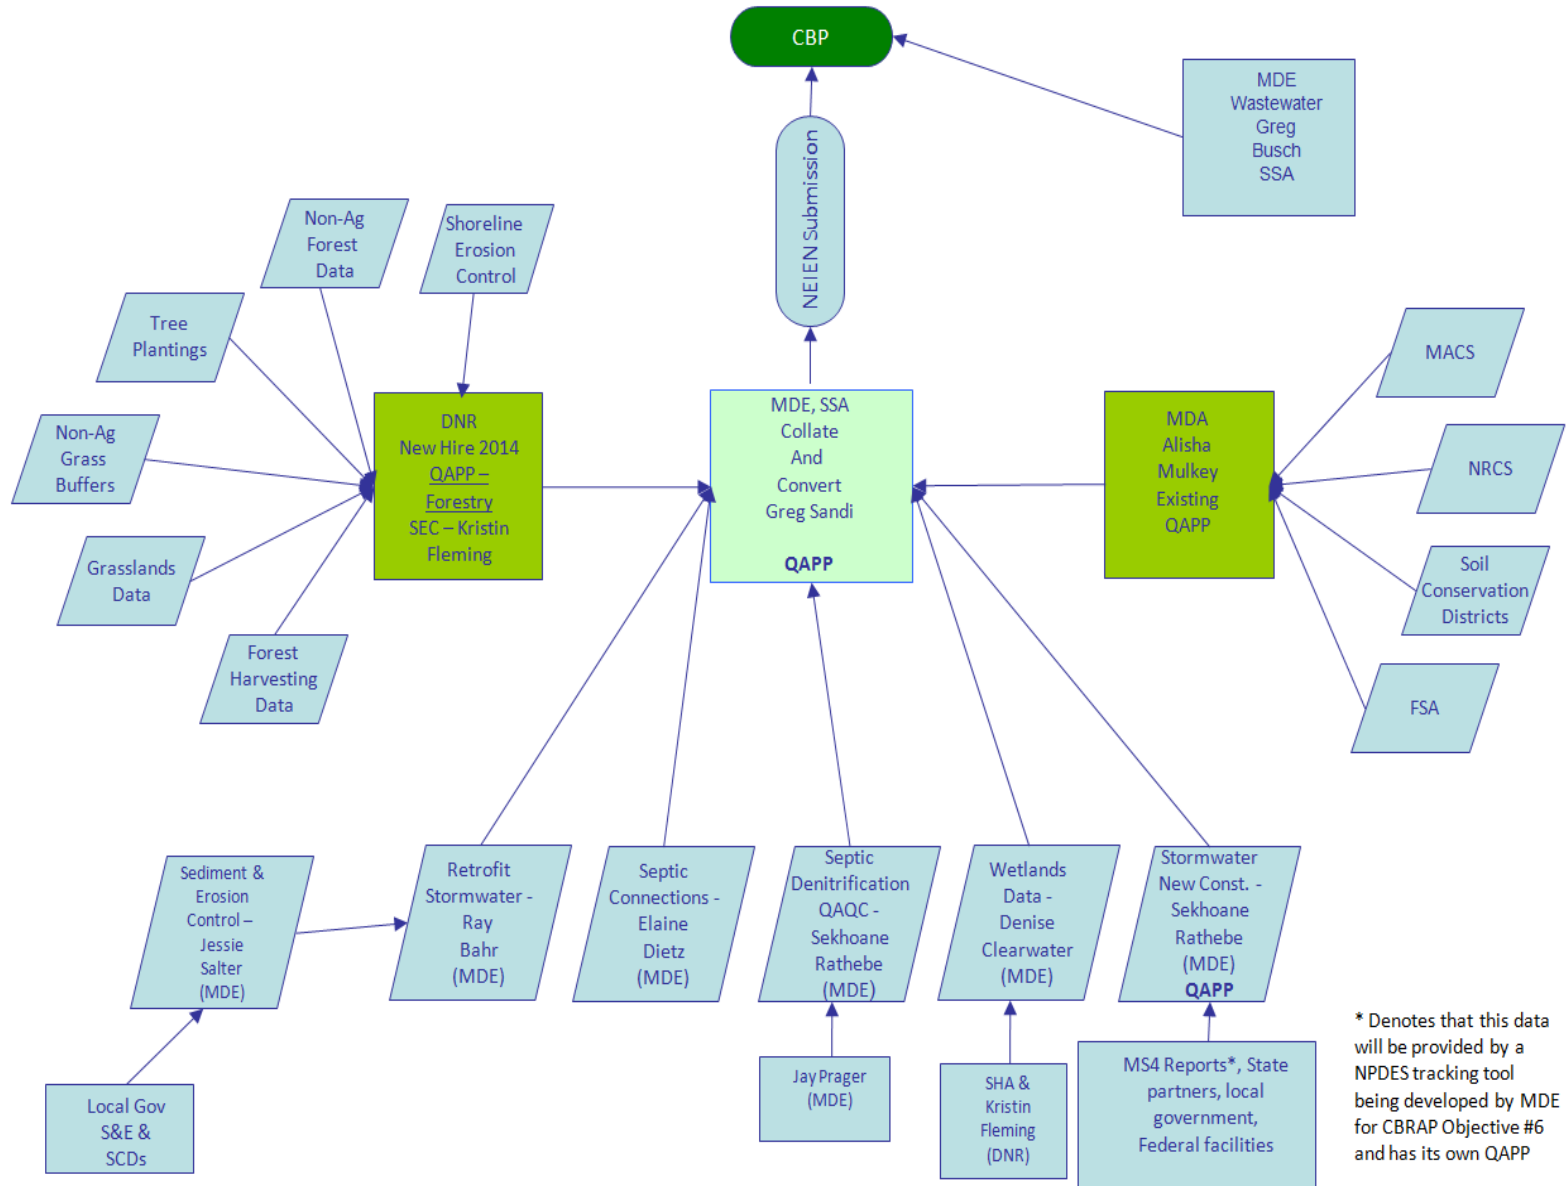 CBP
MDE
Wastewater
Greg
Busch
SSA
NEIEN Submission
Non-Ag
Forest
Data
Shoreline
Erosion
Control
Tree
Plantings
Non-Ag
Grass
Buffers
Grasslands
Data
Forest
Harvesting
Data
DNR
New Hire 2014
QAPP –
Forestry
SEC – Kristin
Fleming
MDE, SSA
Collate
And
Convert
Greg Sandi
QAPP
MDA
Alisha
Mulkey
Existing
QAPP
MACS
NRCS
Soil
Conservation
Districts
FSA
Sediment &
Erosion
Control –
Jessie
Salter
(MDE)
Retrofit
Stormwater -
Ray
Bahr
(MDE)
Septic
Connections -
Elaine
Dietz
(MDE)
Septic
Denitrification
QAQC -
Sekhoane
Rathebe
(MDE)
Wetlands
Data -
Denise
Clearwater
(MDE)
Stormwater
New Const. -
Sekhoane
Rathebe
(MDE)
QAPP
Local Gov
S&E &
SCDs
Jay Prager
(MDE)
SHA &
Kristin
Fleming
(DNR)
MS4 Reports*, State
partners, local
government,
Federal facilities
* Denotes that this data
will be provided by a
NPDES tracking tool
being developed by MDE
for CBRAP Objective #6
and has its own QAPP